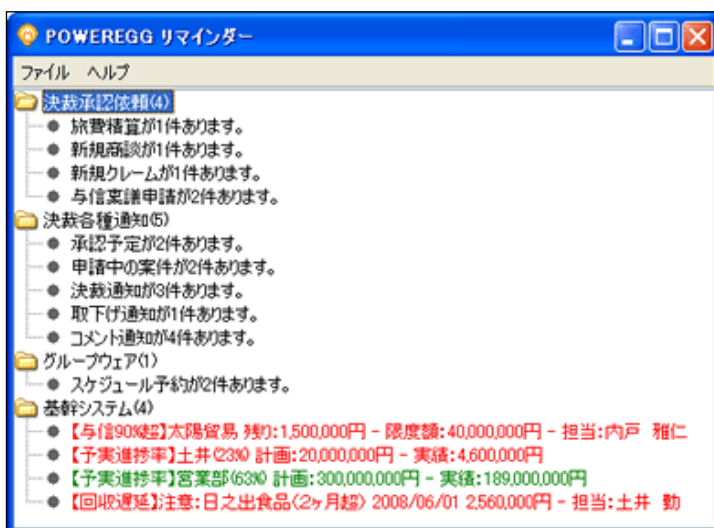 POWEREGG リマインダー
ファイル ヘルプ
決裁承認依頼(4)
旅費精算が1件あります。
新規商談が1件あります。
新規クレームが1件あります。
与信稟議申請が2件あります。
決裁各種通知(5)
承認予定が2件あります。
申請中の案件が2件あります。
決裁通知が3件あります。
取下げ通知が1件あります。
コメント通知が4件あります。
グループウェア(1)
スケジュール予約が2件あります。
基幹システム(4)
【与信90%超】太陽貿易 残り:1,500,000円 - 限度額:40,000,000円 - 担当:内戸 雅仁
【予実進捗率】土井(23%) 計画:20,000,000円 - 実績:4,600,000円
【予実進捗率】営業部(63%) 計画:300,000,000円 - 実績:189,000,000円
【回収遅延】注意:日之出食品(2ヶ月超) 2008/06/01 2,560,000円 - 担当:土井 勤